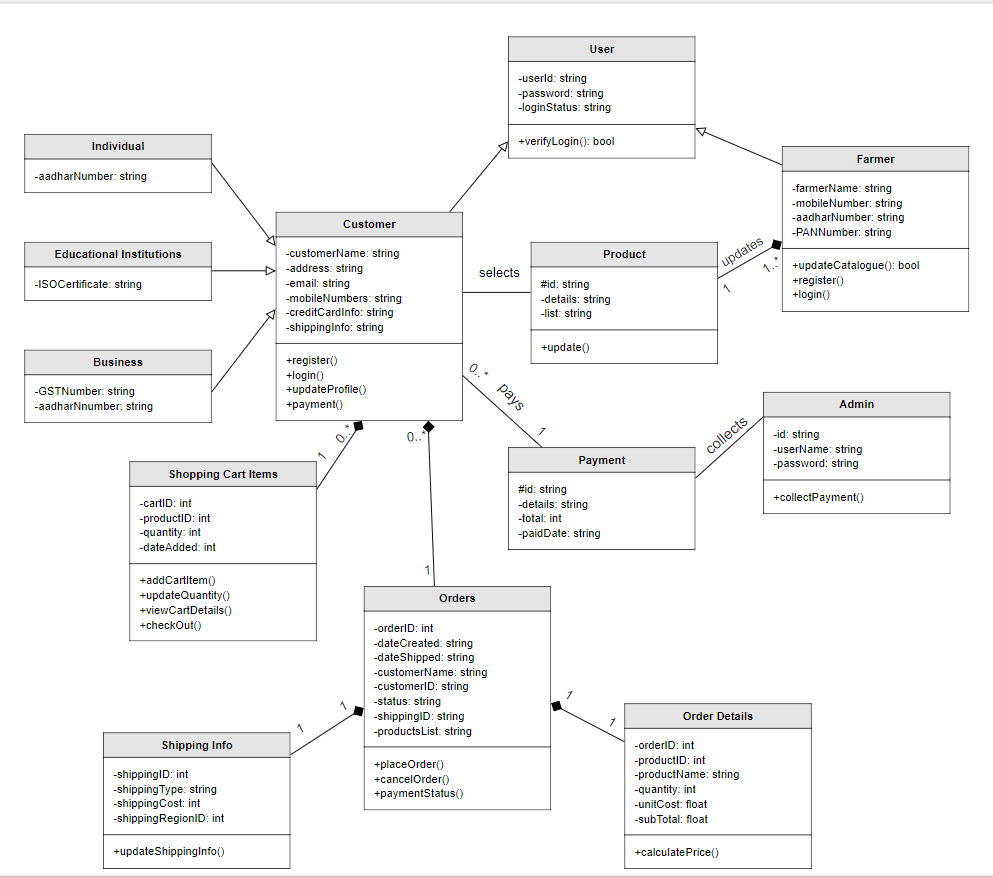 User
-userId: string
-password: string
-loginStatus: string
+verifyLogin(): bool
Individual
-aadharNumber: string
Farmer
-farmerName: string
-mobileNumber: string
-aadharNumber: string
-PANNumber: string
+updateCatalogue(): bool
+register()
+login()
Educational Institutions
-ISOCertificate: string
Customer
-customerName: string
-address: string
-email: string
-mobileNumbers: string
-creditCardInfo: string
-shippingInfo: string
+register()
+login()
+updateProfile()
+payment()
selects
Product
#id: string
-details: string
-list: string
+update()
updates
1..*
1
Business
-GSTNumber: string
-aadharNnumber; string
0..*
pays
1
Admin
-id: string
-userName: string
-password: string
+collectPayment()
collects
Payment
#id: string
-details: string
-total: int
-paidDate: string
0..*
1
0..*
1
Shopping Cart Items
-cartID: int
-productID: int
-quantity: int
-dateAdded: int
+addCartItem()
+updateQuantity()
+viewCartDetails()
+checkOut()
Orders
-orderID: int
-dateCreated: string
-dateShipped: string
-customerName: string
-customerID: string
-status: string
-shippingID: string
-productsList: string
+placeOrder()
+cancelOrder()
+paymentStatus()
1
1
1
1
Shipping Info
-shippingID: int
-shippingType: string
-shippingCost: int
-shippingRegionID: int
+updateShippingInfo()
Order Details
-orderID: int
-productID: int
-productName: string
-quantity: int
-unitCost: float
-subTotal: float
+calculatePrice()